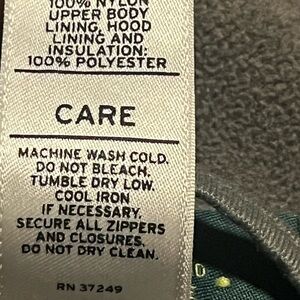 100% NYLON
UPPER BODY
LINING, HOOD
LINING AND
INSULATION:
100% POLYESTER
CARE
MACHINE WASH COLD.
DO NOT BLEACH.
TUMBLE DRY LOW.
COOL IRON
IF NECESSARY.
SECURE ALL ZIPPERS
AND CLOSURES.
DO NOT DRY CLEAN.
RN 37249